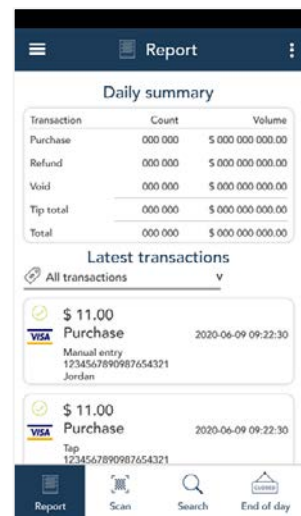 Report
Daily summary
Transaction Count Volume
Purchase 000 000 $ 000 000 000.00
Refund 000 000 $ 000 000 000.00
Void 000 000 $ 000 000 000.00
Tip total 000 000 $ 000 000 000.00
Total 000 000 $ 000 000 000.00
Latest transactions
All transactions v
$ 11.00
VISA Purchase 2020-06-09 09:22:30
Manual entry
1234567890987654321
Jordan
$ 11.00
VISA Purchase 2020-06-09 09:22:30
Tap
1234567890987654321
CLOSED
Report Scan Search End of day